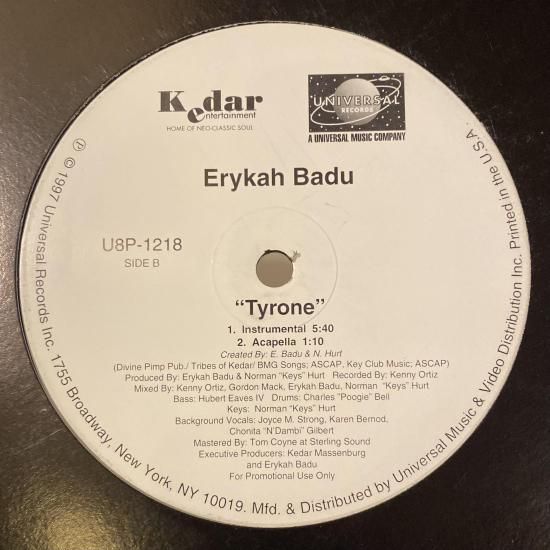 Kedar
entertainment
HOME OF NEO-CLASSIC SOUL
UNIVERSAL
RECORDS
A UNIVERSAL MUSIC COMPANY
Erykah Badu
U8P-1218
SIDE B
"Tyrone"
1. Instrumental 5:40
2. Acapella 1:10
Created By: E. Badu & N. Hurt
(Divine Pimp Pub./ Tribes of Kedar/ BMG Songs; ASCAP, Key Club Music; ASCAP)
Produced By: Erykah Badu & Norman "Keys" Hurt Recorded By: Kenny Ortiz
Mixed By: Kenny Ortiz, Gordon Mack, Erykah Badu, Norman "Keys" Hurt
Bass: Hubert Eaves IV Drums: Charles "Poogie" Bell
Keys: Norman "Keys" Hurt
Background Vocals: Joyce M. Strong, Karen Bernod,
Chonita "N'Dambi" Gilbert
Mastered By: Tom Coyne at Sterling Sound
Executive Producers: Kedar Massenburg
and Erykah Badu
For Promotional Use Only
℗ © 1997 Universal Records Inc. 1755 Broadway, New York, NY 10019. Mfd. & Distributed by Universal Music & Video Distribution Inc. Printed in the U.S.A